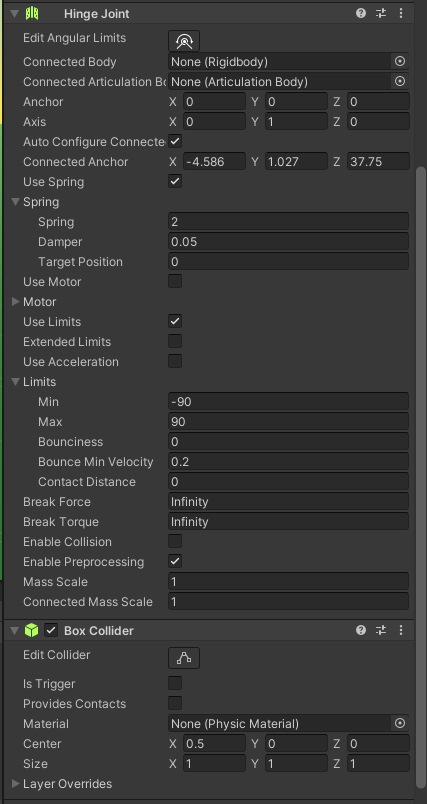 Hinge Joint
Edit Angular Limits
Connected Body None (Rigidbody)
Connected Articulation Bo None (Articulation Body)
Anchor X 0 Y 0 Z 0
Axis X 0 Y 1 Z 0
Auto Configure Connecte
Connected Anchor X -4.586 Y 1.027 Z 37.75
Use Spring
Spring
Spring 2
Damper 0.05
Target Position 0
Use Motor
Motor
Use Limits
Extended Limits
Use Acceleration
Limits
Min -90
Max 90
Bounciness 0
Bounce Min Velocity 0.2
Contact Distance 0
Break Force Infinity
Break Torque Infinity
Enable Collision
Enable Preprocessing
Mass Scale 1
Connected Mass Scale 1
Box Collider
Edit Collider
Is Trigger
Provides Contacts
Material None (Physic Material)
Center X 0.5 Y 0 Z 0
Size X 1 Y 1 Z 1
Layer Overrides